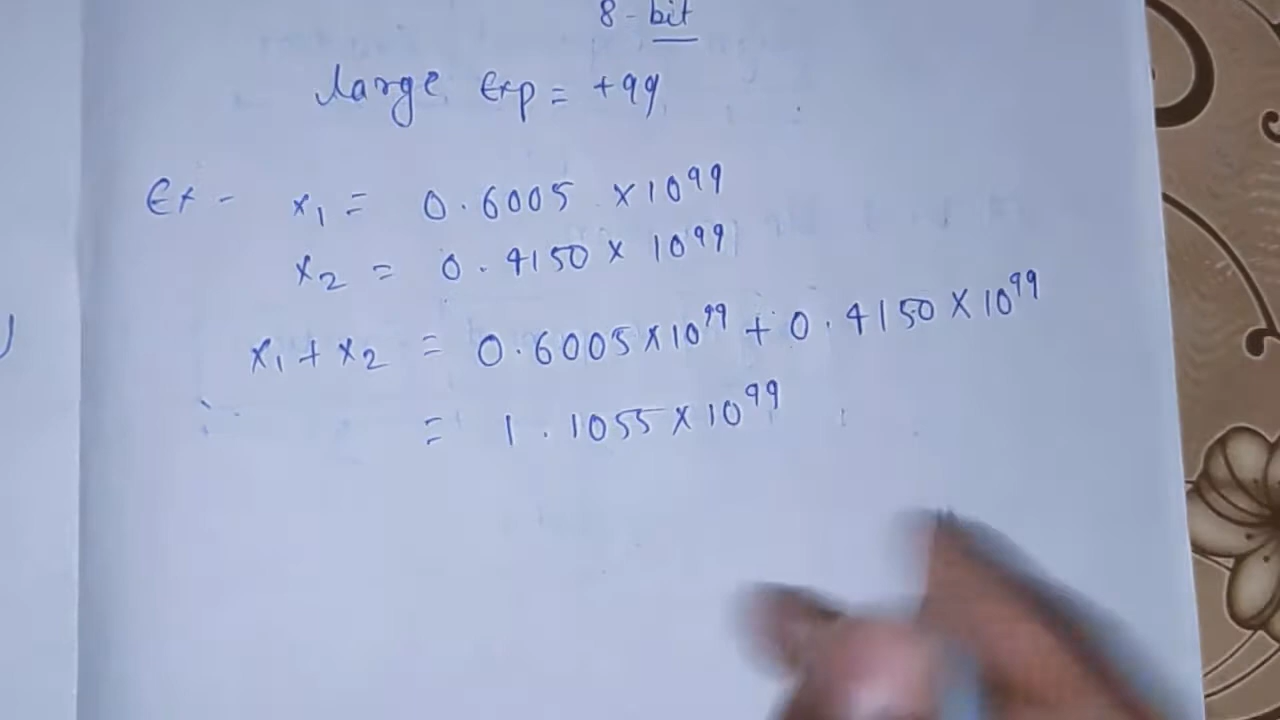 8-bit
large Exp = +99
Ex - x₁ = 0.6005 × 10⁹⁹
x₂ = 0.4150 × 10⁹⁹
x₁ + x₂ = 0.6005 × 10⁹⁹ + 0.4150 × 10⁹⁹
= 1.1055 × 10⁹⁹